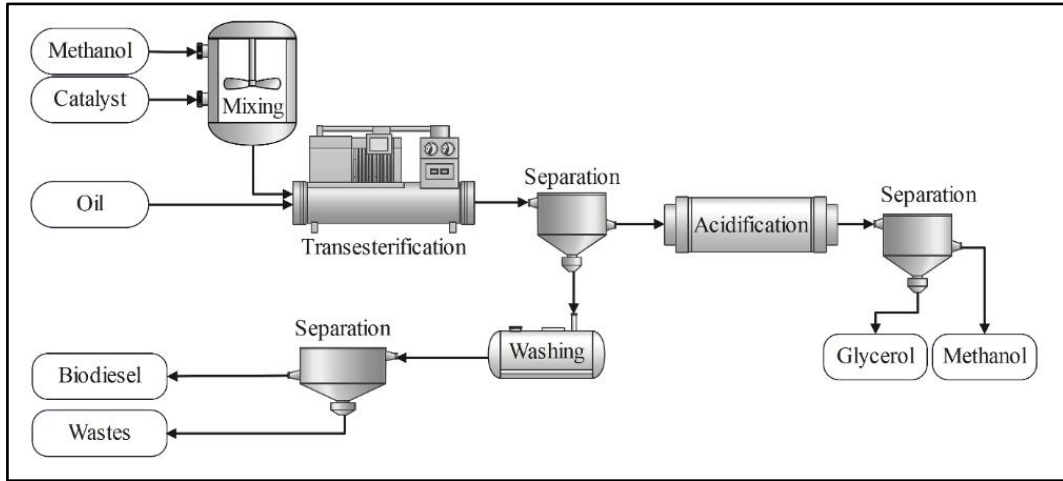 Methanol
Catalyst
Mixing
Oil
Transesterification
Separation
Acidification
Separation
Glycerol
Methanol
Washing
Separation
Biodiesel
Wastes